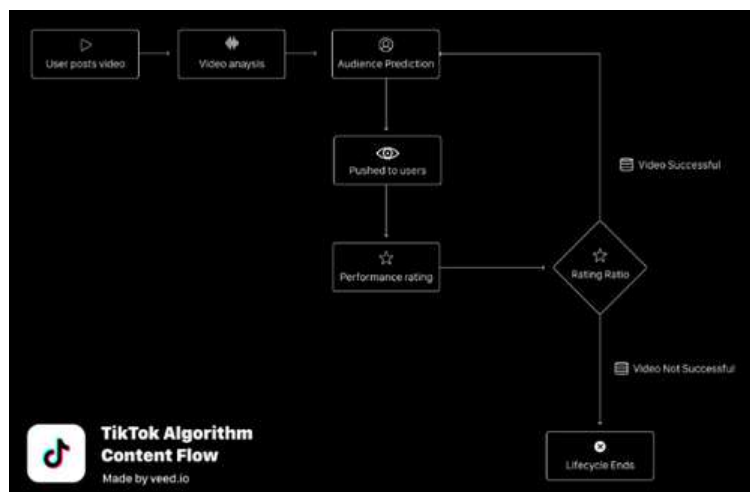 User posts video
Video anaysis
Audience Prediction
Pushed to users
Video Successful
Performance rating
Rating Ratio
Video Not Successful
Lifecycle Ends
TikTok Algorithm
Content Flow
Made by veed.io